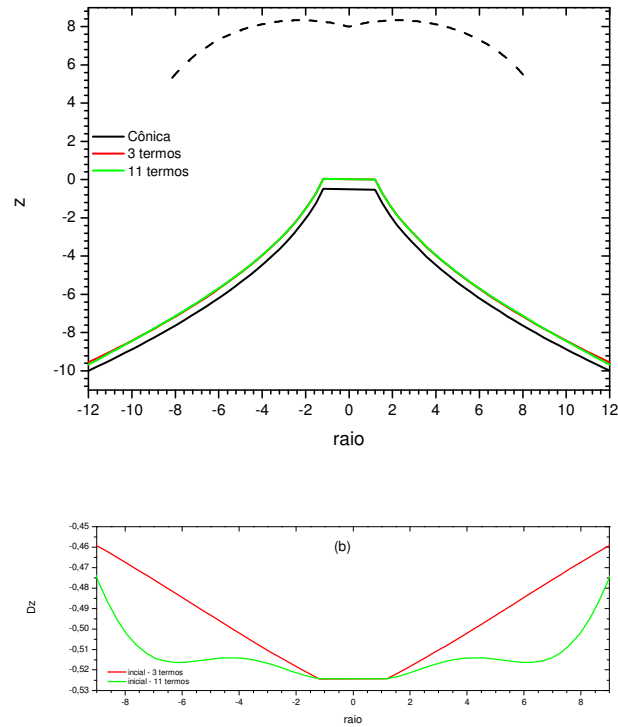 8
6
4
2
0
-2
-4
-6
-8
-10
z
Cônica
3 termos
11 termos
-12 -10 -8 -6 -4 -2 0 2 4 6 8 10 12
raio
-0,45
-0,46
-0,47
-0,48
-0,49
-0,50
-0,51
-0,52
-0,53
Dz
(b)
incial - 3 termos
inicial - 11 termos
-8 -6 -4 -2 0 2 4 6 8
raio